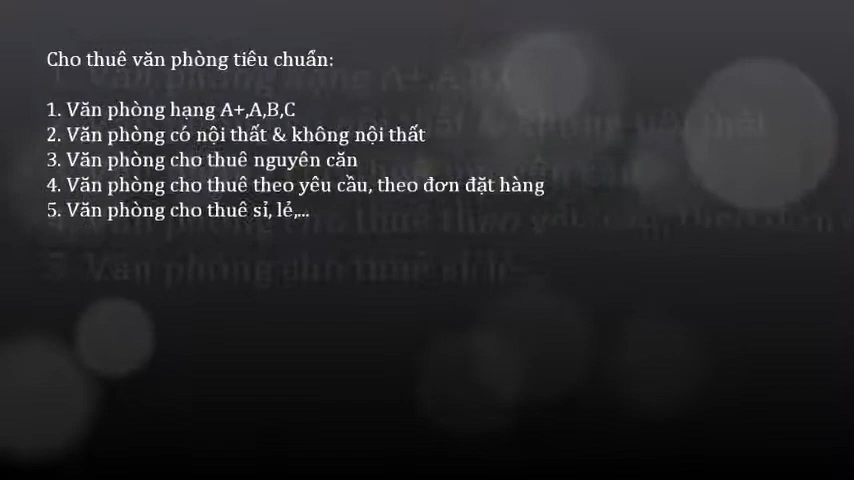 Cho thuê văn phòng tiêu chuẩn:
1. Văn phòng hạng A+,A,B,C
2. Văn phòng có nội thất & không nội thất
3. Văn phòng cho thuê nguyên căn
4. Văn phòng cho thuê theo yêu cầu, theo đơn đặt hàng
5. Văn phòng cho thuê sỉ, lẻ,...